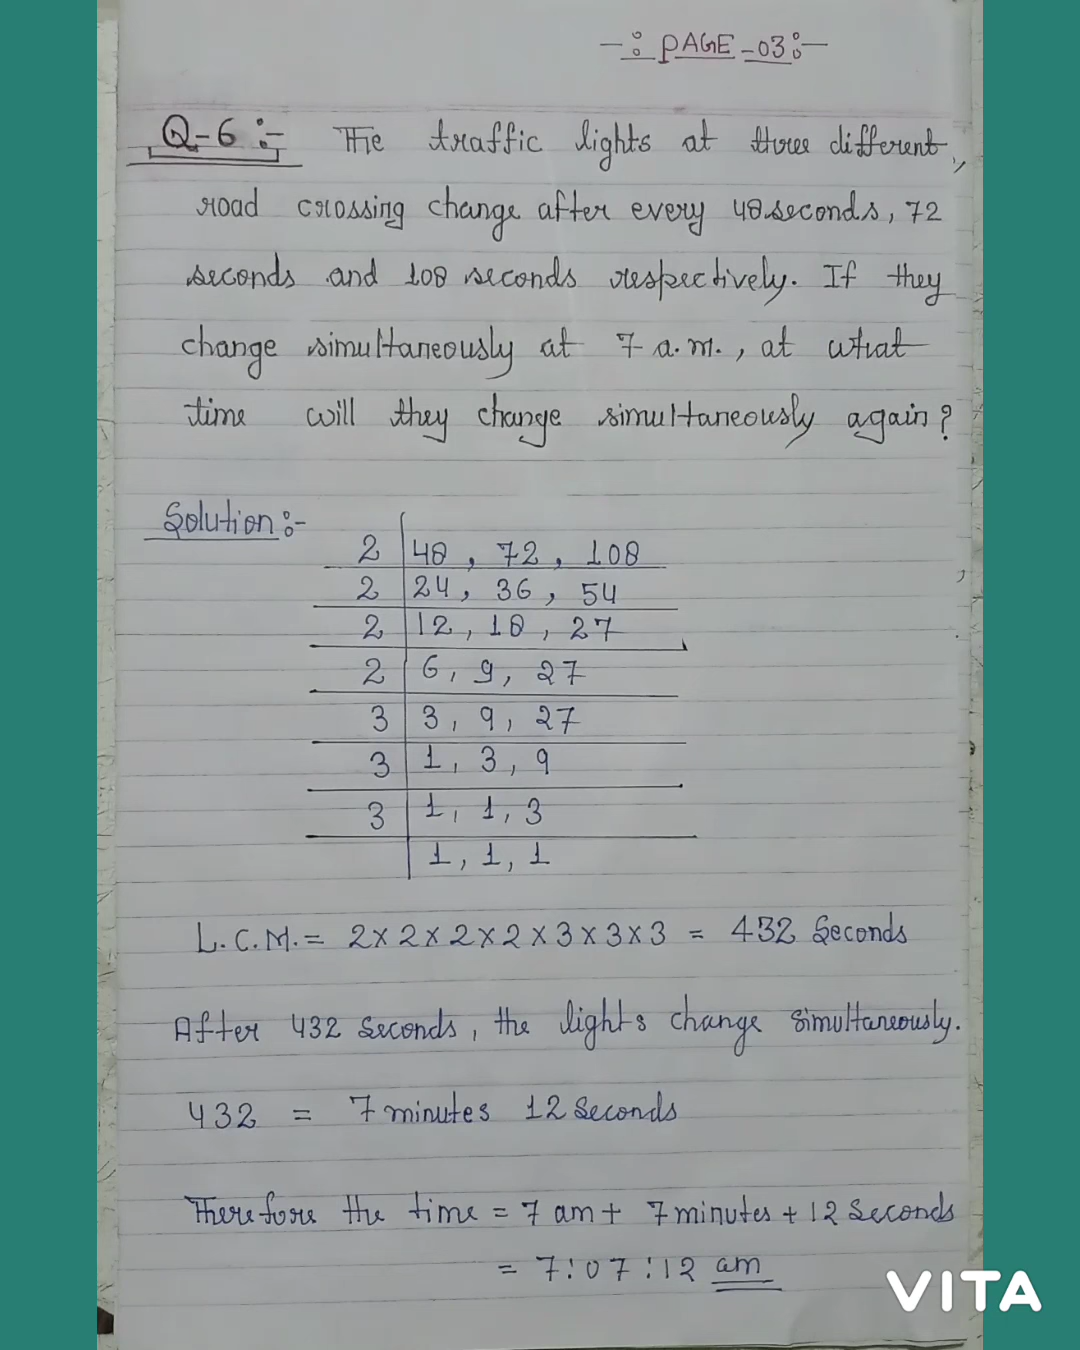 -: PAGE-03:-
Q-6 :- The traffic lights at three different
road crossing change after every 48 seconds, 72
seconds and 108 seconds respectively. If they
change simultaneously at 7 a.m., at what
time will they change simultaneously again?
Solution :-
2 | 48, 72, 108
2 | 24, 36, 54
2 | 12, 18, 27
2 | 6, 9, 27
3 | 3, 9, 27
3 | 1, 3, 9
3 | 1, 1, 3
| 1, 1, 1
L.C.M. = 2×2×2×2×3×3×3 = 432 Seconds
After 432 Seconds, the lights change simultaneously.
432 = 7 minutes 12 Seconds
Therefore the time = 7 am + 7 minutes + 12 Seconds
= 7:07:12 am
VITA